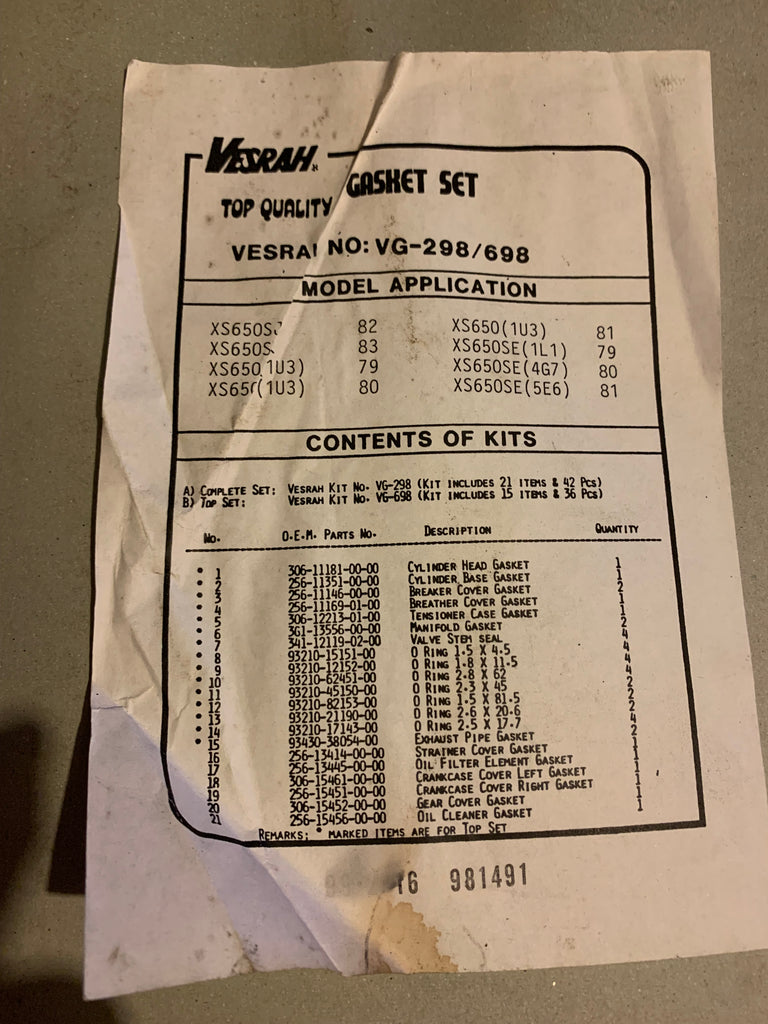 VESRAH
TOP QUALITY GASKET SET
VESRAH NO: VG-298/698
MODEL APPLICATION
XS650SJ 82 XS650(1U3) 81
XS650S 83 XS650SE(1L1) 79
XS650(1U3) 79 XS650SE(4G7) 80
XS650(1U3) 80 XS650SE(5E6) 81
CONTENTS OF KITS
A) COMPLETE SET: VESRAH KIT NO. VG-298 (KIT INCLUDES 21 ITEMS & 42 PCS)
B) TOP SET: VESRAH KIT NO. VG-698 (KIT INCLUDES 15 ITEMS & 36 PCS)
NO. O.E.M. PARTS NO. DESCRIPTION QUANTITY
• 1 306-11181-00-00 CYLINDER HEAD GASKET 1
• 2 256-11351-00-00 CYLINDER BASE GASKET 1
• 3 256-11146-00-00 BREAKER COVER GASKET 2
• 4 256-11169-01-00 BREATHER COVER GASKET 1
• 5 306-12213-01-00 TENSIONER CASE GASKET 1
• 6 361-13556-00-00 MANIFOLD GASKET 2
• 7 341-12119-02-00 VALVE STEM SEAL 4
• 8 93210-15151-00 O RING 1.5 X 4.5 4
• 9 93210-12152-00 O RING 1.8 X 11.5 4
• 10 93210-62451-00 O RING 2.8 X 62 4
• 11 93210-45150-00 O RING 2.3 X 45 2
• 12 93210-82153-00 O RING 1.5 X 81.5 2
• 13 93210-21190-00 O RING 2.6 X 20.6 2
• 14 93210-17143-00 O RING 2.5 X 17.7 4
• 15 93430-38054-00 EXHAUST PIPE GASKET 2
16 256-13414-00-00 STRAINER COVER GASKET 1
17 256-13445-00-00 OIL FILTER ELEMENT GASKET 1
18 306-15461-00-00 CRANKCASE COVER LEFT GASKET 1
19 256-15451-00-00 CRANKCASE COVER RIGHT GASKET 1
20 306-15452-00-00 GEAR COVER GASKET 1
21 256-15456-00-00 OIL CLEANER GASKET 1
REMARKS: • MARKED ITEMS ARE FOR TOP SET
16 981491